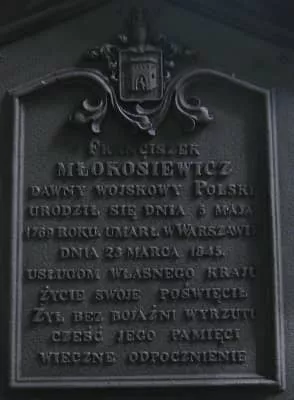 FRANCISZEK
MŁOKOSIEWICZ
DAWNY WOJSKOWY POLSKI
URODZIŁ SIĘ DNIA 5 MAJA
1769 ROKU, UMARŁ W WARSZAWIE
DNIA 23 MARCA 1845.
USŁUGOM WŁASNEGO KRAJU
ŻYCIE SWOJE POŚWIĘCIŁ
ŻYŁ BEZ BOJAŹNI WYRZUTU
CZEŚĆ JEGO PAMIĘCI
WIECZNE ODPOCZNIENIE